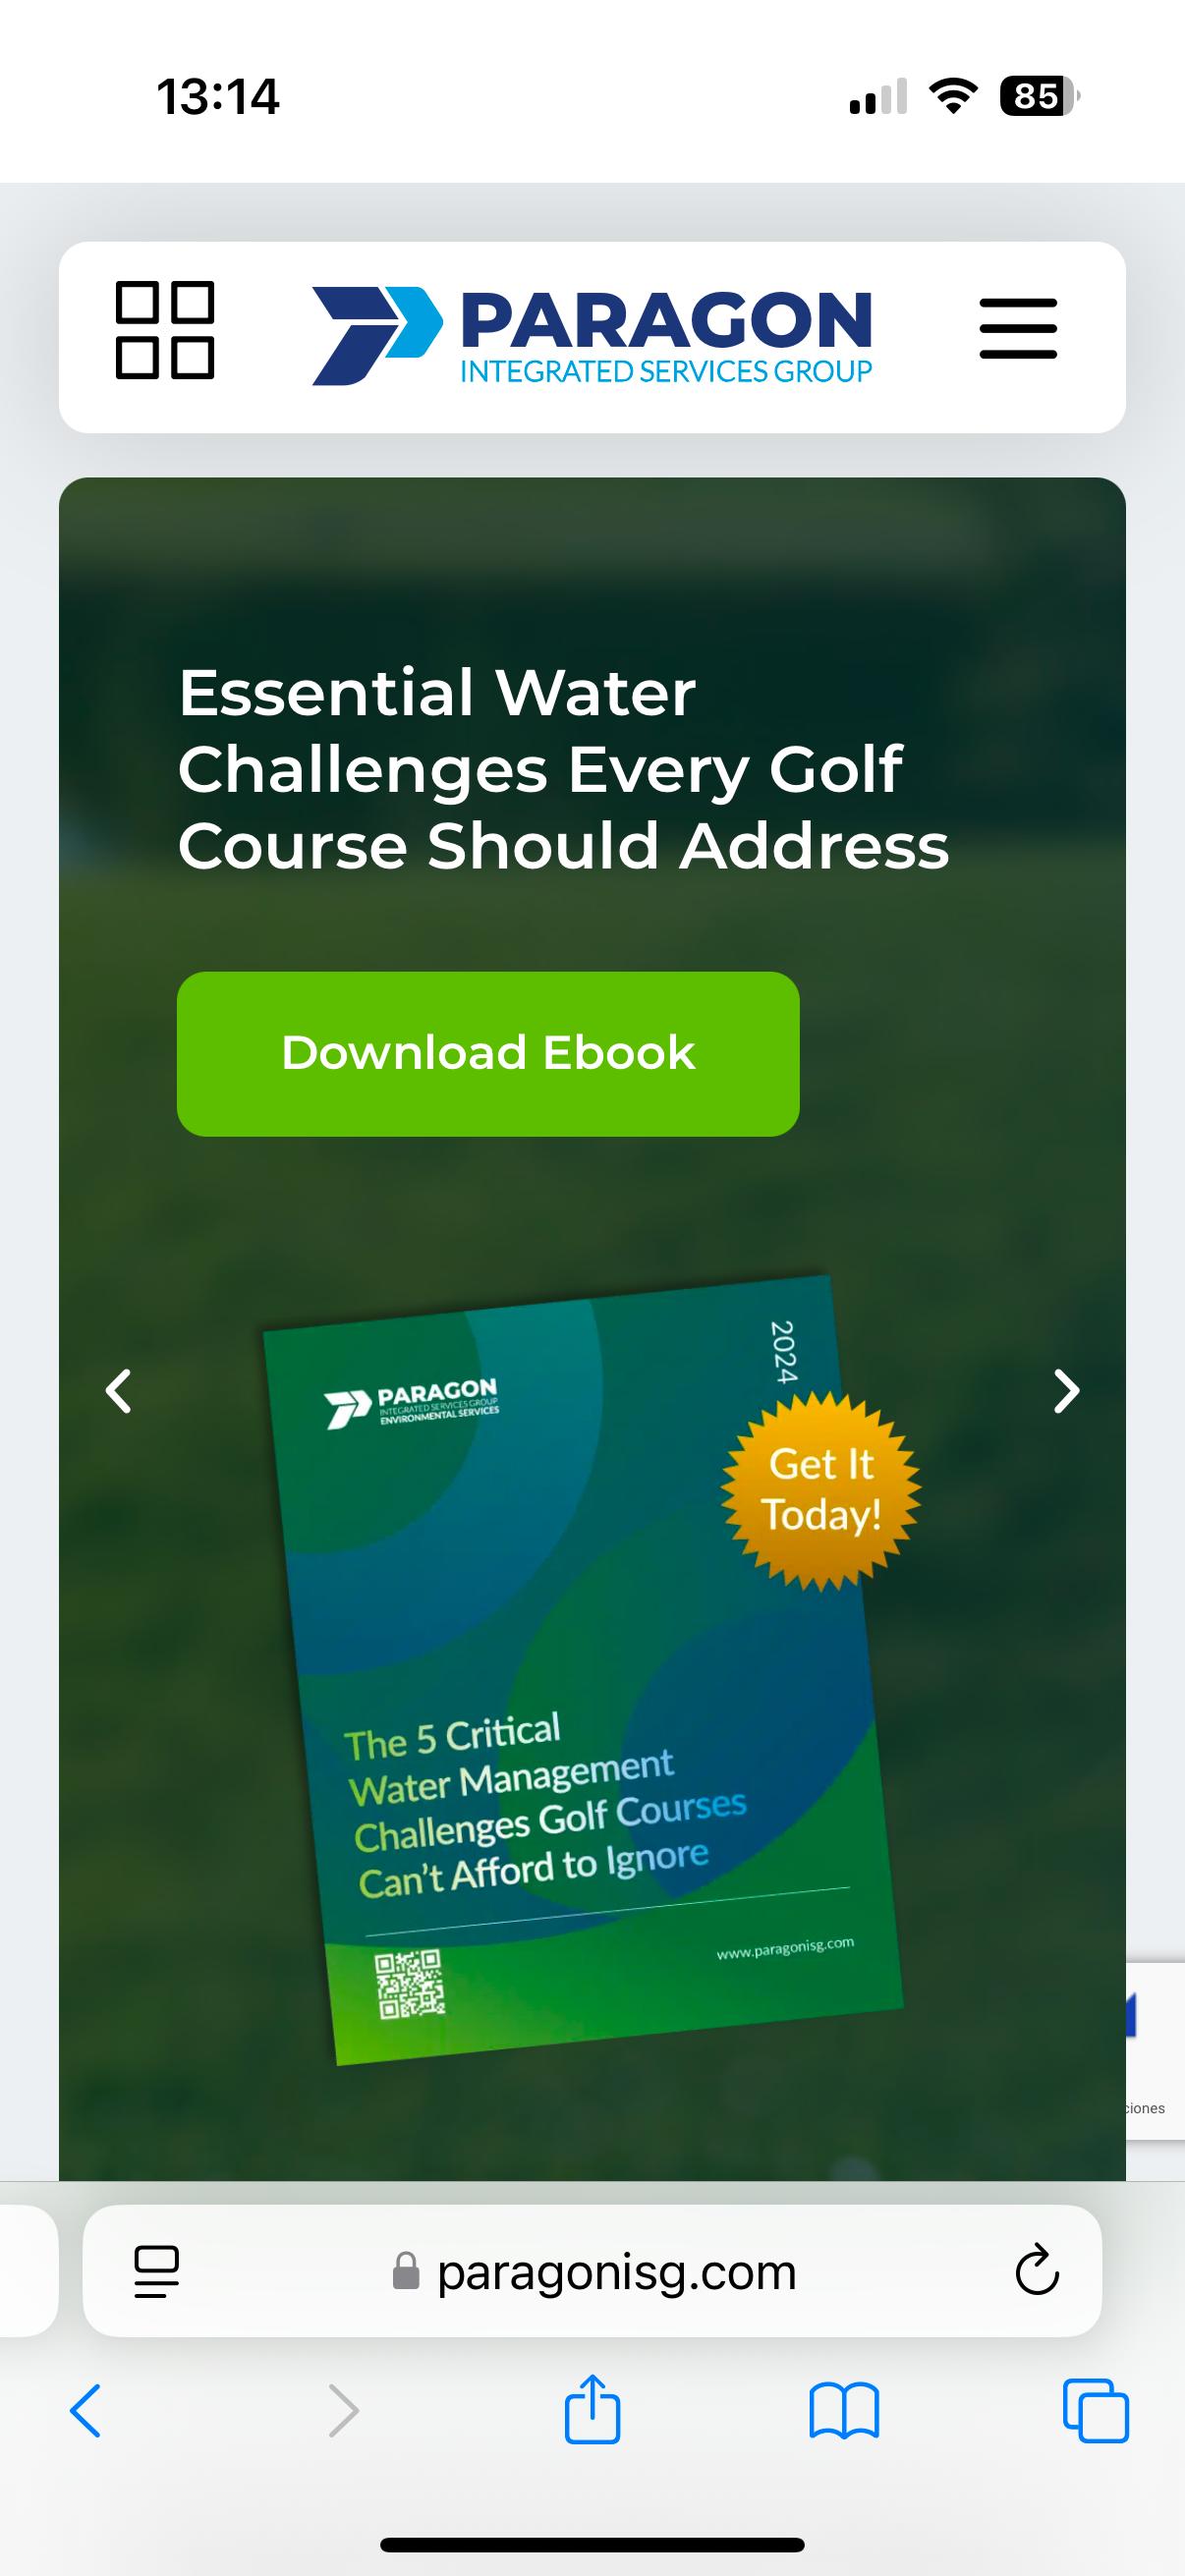 13:14
85
PARAGON
INTEGRATED SERVICES GROUP
Essential Water
Challenges Every Golf
Course Should Address
Download Ebook
2024
PARAGON
INTEGRATED SERVICES GROUP
ENVIRONMENTAL SERVICES
Get It
Today!
The 5 Critical
Water Management
Challenges Golf Courses
Can't Afford to Ignore
www.paragonisg.com
ciones
paragonisg.com